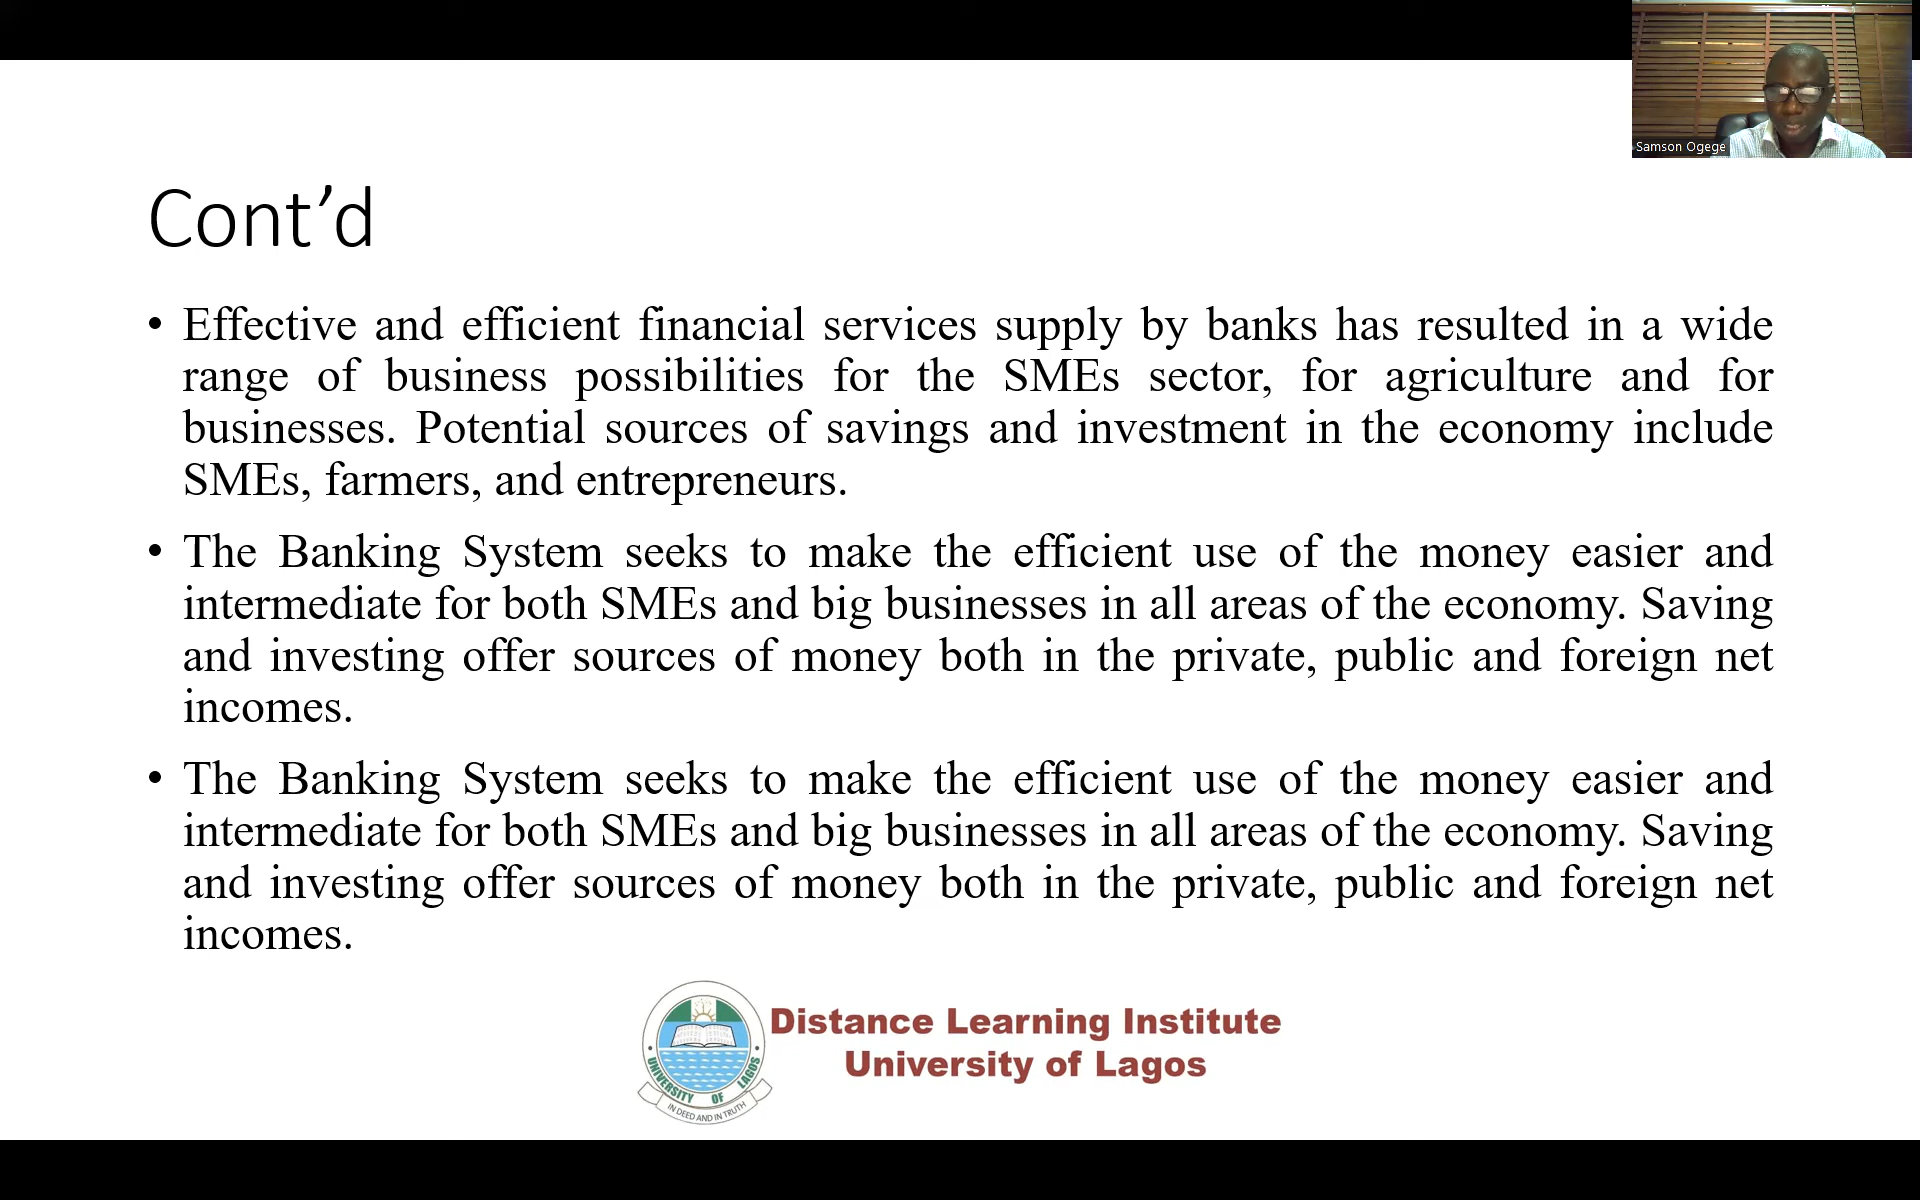 Samson Ogege
Cont’d
• Effective and efficient financial services supply by banks has resulted in a wide
range of business possibilities for the SMEs sector, for agriculture and for
businesses. Potential sources of savings and investment in the economy include
SMEs, farmers, and entrepreneurs.
• The Banking System seeks to make the efficient use of the money easier and
intermediate for both SMEs and big businesses in all areas of the economy. Saving
and investing offer sources of money both in the private, public and foreign net
incomes.
• The Banking System seeks to make the efficient use of the money easier and
intermediate for both SMEs and big businesses in all areas of the economy. Saving
and investing offer sources of money both in the private, public and foreign net
incomes.
UNIVERSITY OF LAGOS
IN DEED AND IN TRUTH
Distance Learning Institute
University of Lagos